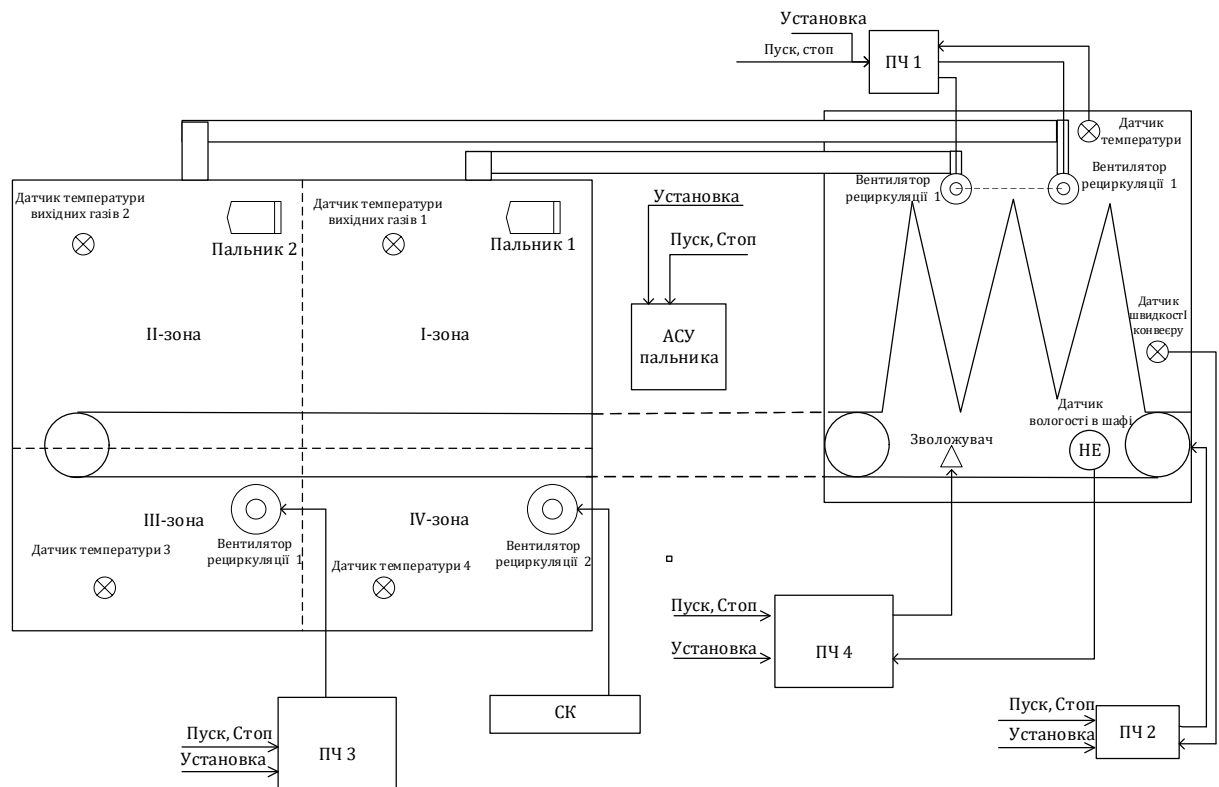 Установка
Пуск, стоп
ПЧ 1
Датчик
температури
Вентилятор
рециркуляції 1
Вентилятор
рециркуляції 1
Датчик температури
вихідних газів 2
Пальник 2
Датчик температури
вихідних газів 1
Пальник 1
Установка
Пуск, Стоп
АСУ
пальника
ІІ-зона
І-зона
Датчик
швидкостІ
конвеєру
Датчик
вологості в шафі
НЕ
Зволожувач
ІІІ-зона
Вентилятор
рециркуляції 1
Датчик температури 3
IV-зона
Вентилятор
рециркуляції 2
Датчик температури 4
Пуск, Стоп
Установка
ПЧ 4
СК
Пуск, Стоп
Установка
ПЧ 3
Пуск, Стоп
Установка
ПЧ 2